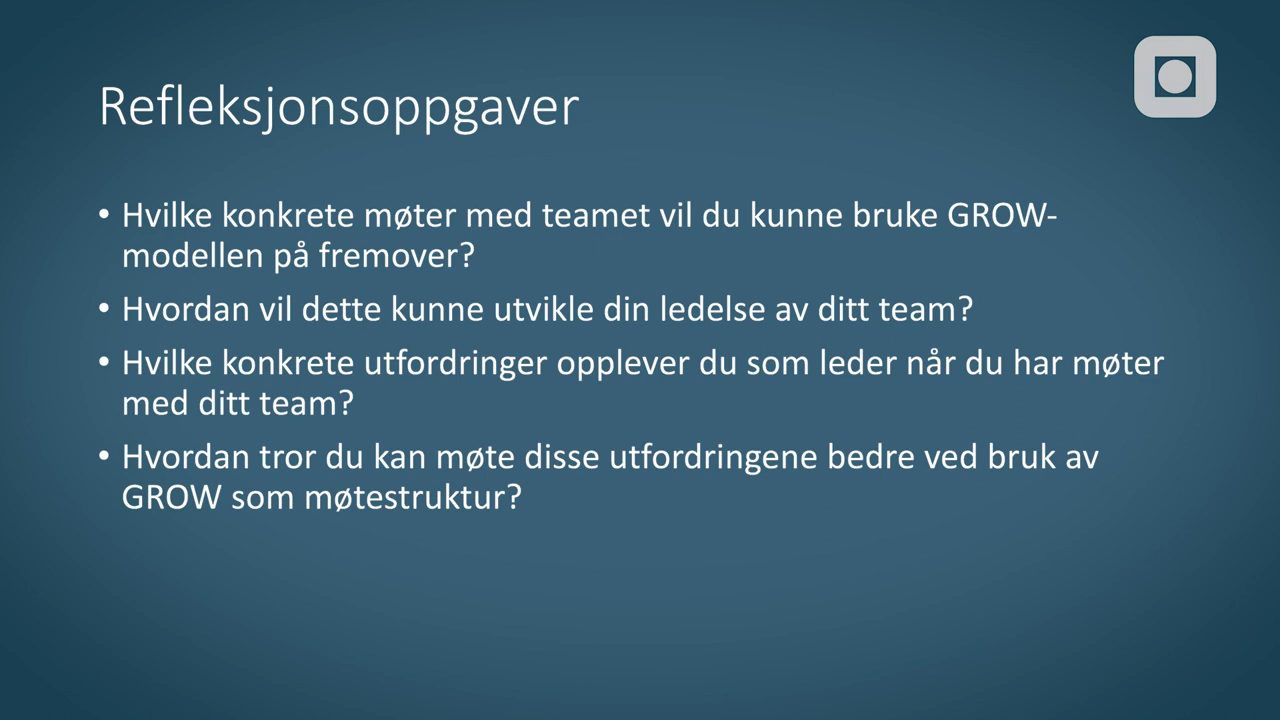 Refleksjonsoppgaver
• Hvilke konkrete møter med teamet vil du kunne bruke GROW-
modellen på fremover?
• Hvordan vil dette kunne utvikle din ledelse av ditt team?
• Hvilke konkrete utfordringer opplever du som leder når du har møter
med ditt team?
• Hvordan tror du kan møte disse utfordringene bedre ved bruk av
GROW som møtestruktur?